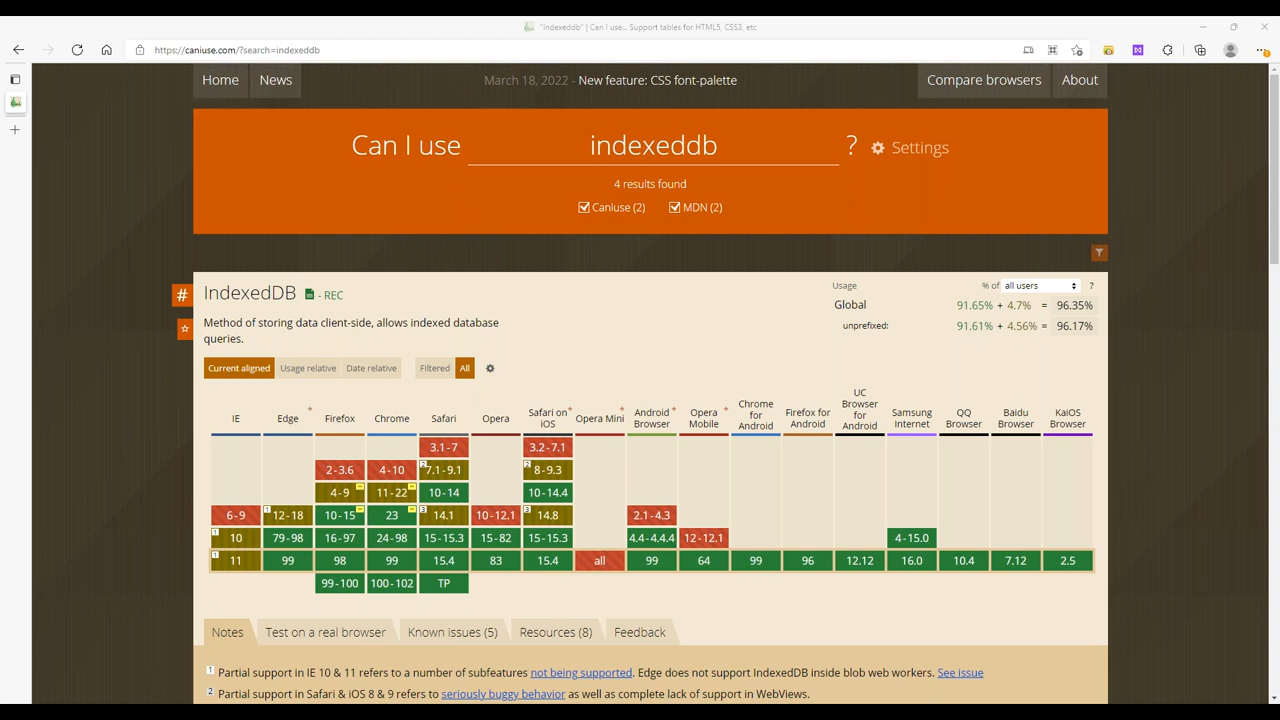 "indexeddb" | Can I use... Support tables for HTML5, CSS3, etc
https://caniuse.com/?search=indexeddb
Home News March 18, 2022 - New feature: CSS font-palette Compare browsers About
Can I use indexeddb ? Settings
4 results found
Caniuse (2) MDN (2)
# IndexedDB - REC
Usage % of all users ?
Global 91.65% + 4.7% = 96.35%
unprefixed: 91.61% + 4.56% = 96.17%
Method of storing data client-side, allows indexed database
queries.
Current aligned Usage relative Date relative Filtered All
IE Edge * Firefox Chrome Safari Opera Safari on iOS * Opera Mini * Android Browser * Opera Mobile * Chrome for Android Firefox for Android UC Browser for Android Samsung Internet QQ Browser Baidu Browser KaiOS Browser
3.1-7 3.2-7.1
2-3.6 4-10 2 7.1-9.1 2 8-9.3
4-9 11-22 10-14 10-14.4
6-9 1 12-18 10-15 23 3 14.1 10-12.1 3 14.8 2.1-4.3
1 10 79-98 16-97 24-98 15-15.3 15-82 15-15.3 4.4-4.4.4 12-12.1 4-15.0
1 11 99 98 99 15.4 83 15.4 all 99 64 99 96 12.12 16.0 10.4 7.12 2.5
99-100 100-102 TP
Notes Test on a real browser Known issues (5) Resources (8) Feedback
1 Partial support in IE 10 & 11 refers to a number of subfeatures not being supported. Edge does not support IndexedDB inside blob web workers. See issue
2 Partial support in Safari & iOS 8 & 9 refers to seriously buggy behavior as well as complete lack of support in WebViews.